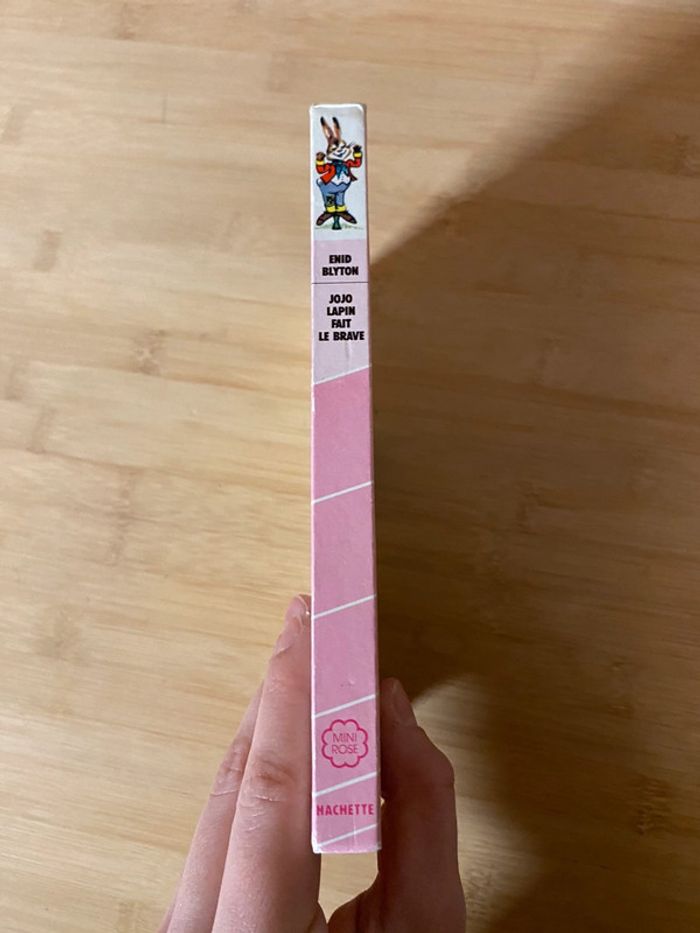 ENID
BLYTON
JOJO
LAPIN
FAIT
LE BRAVE
MINI
ROSE
HACHETTE